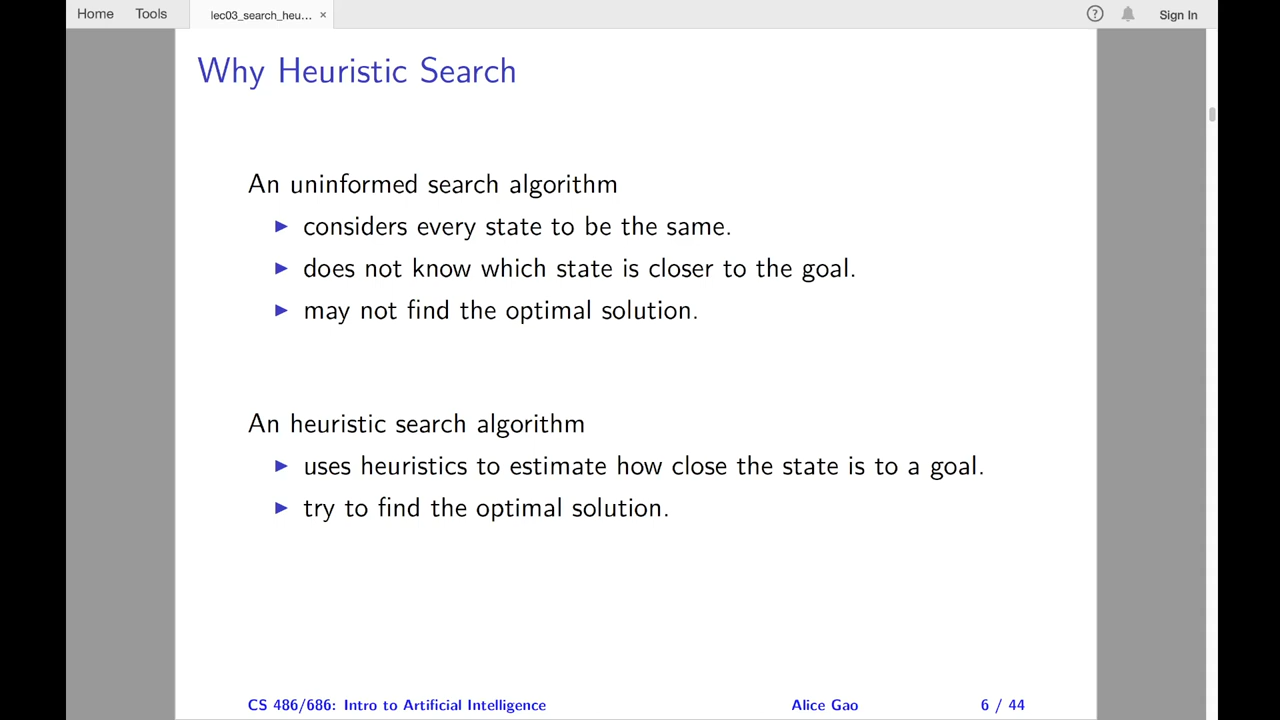 Home Tools lec03_search_heu... × ? Sign In
Why Heuristic Search
An uninformed search algorithm
▶ considers every state to be the same.
▶ does not know which state is closer to the goal.
▶ may not find the optimal solution.
An heuristic search algorithm
▶ uses heuristics to estimate how close the state is to a goal.
▶ try to find the optimal solution.
CS 486/686: Intro to Artificial Intelligence Alice Gao 6 / 44